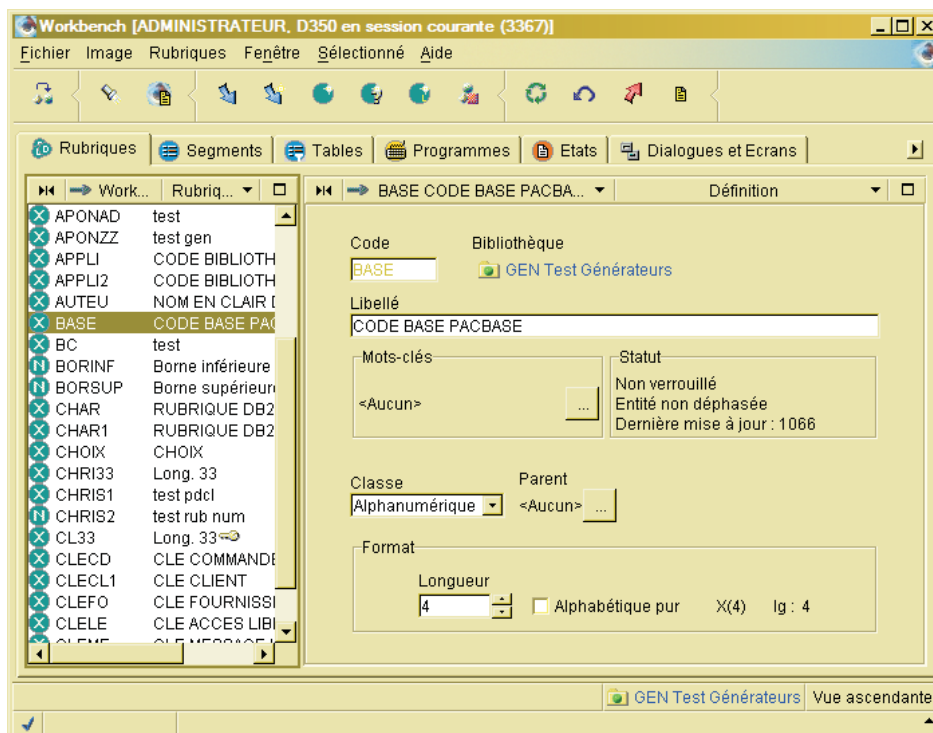 Workbench [ADMINISTRATEUR, D350 en session courante (3367)]
Fichier Image Rubriques Fenêtre Sélectionné Aide
Rubriques Segments Tables Programmes Etats Dialogues et Ecrans
Work... Rubriq...
APONAD test
APONZZ test gen
APPLI CODE BIBLIOTH
APPLI2 CODE BIBLIOTH
AUTEU NOM EN CLAIR
BASE CODE BASE PAC
BC test
BORINF Borne inférieure
BORSUP Borne supérieur
CHAR RUBRIQUE DB2
CHAR1 RUBRIQUE DB2
CHOIX CHOIX
CHRI33 Long. 33
CHRIS1 test pdcl
CHRIS2 test rub num
CL33 Long. 33
CLECD CLE COMMANDE
CLECL1 CLE CLIENT
CLEFO CLE FOURNISS
CLELE CLE ACCES LIB
BASE CODE BASE PACBA... Définition
Code Bibliothèque
BASE GEN Test Générateurs
Libellé
CODE BASE PACBASE
Mots-clés
<Aucun> ...
Statut
Non verrouillé
Entité non déphasée
Dernière mise à jour : 1066
Classe Parent
Alphanumérique <Aucun> ...
Format
Longueur
4 Alphabétique pur X(4) lg : 4
GEN Test Générateurs Vue ascendante